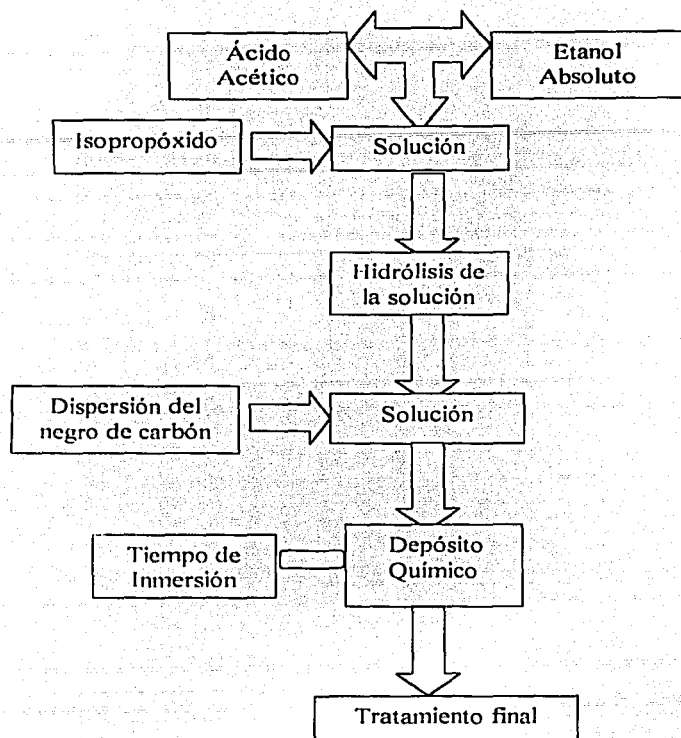 Ácido
Acético
Etanol
Absoluto
Isopropóxido
Solución
Hidrólisis de
la solución
Dispersión del
negro de carbón
Solución
Tiempo de
Inmersión
Depósito
Químico
Tratamiento final